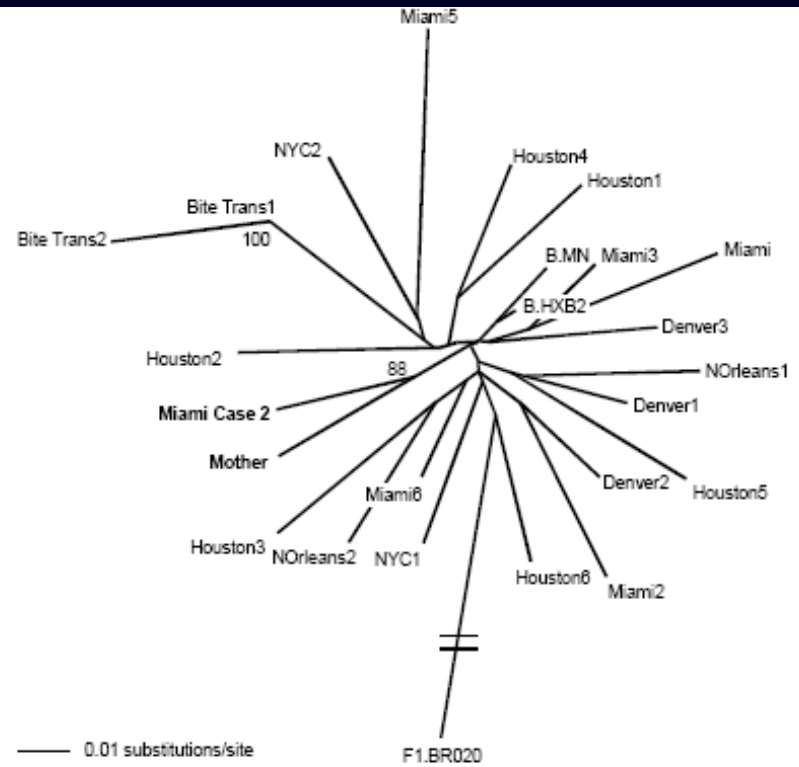 Miami5
NYC2
Houston4
Houston1
Bite Trans1
Bite Trans2
100
B.MN
Miami3
Miami
B.HXB2
Denver3
Houston2
88
NOrleans1
Miami Case 2
Denver1
Mother
Denver2
Houston5
Miami6
Houston3
NOrleans2
NYC1
Houston6
Miami2
0.01 substitutions/site
F1.BR020